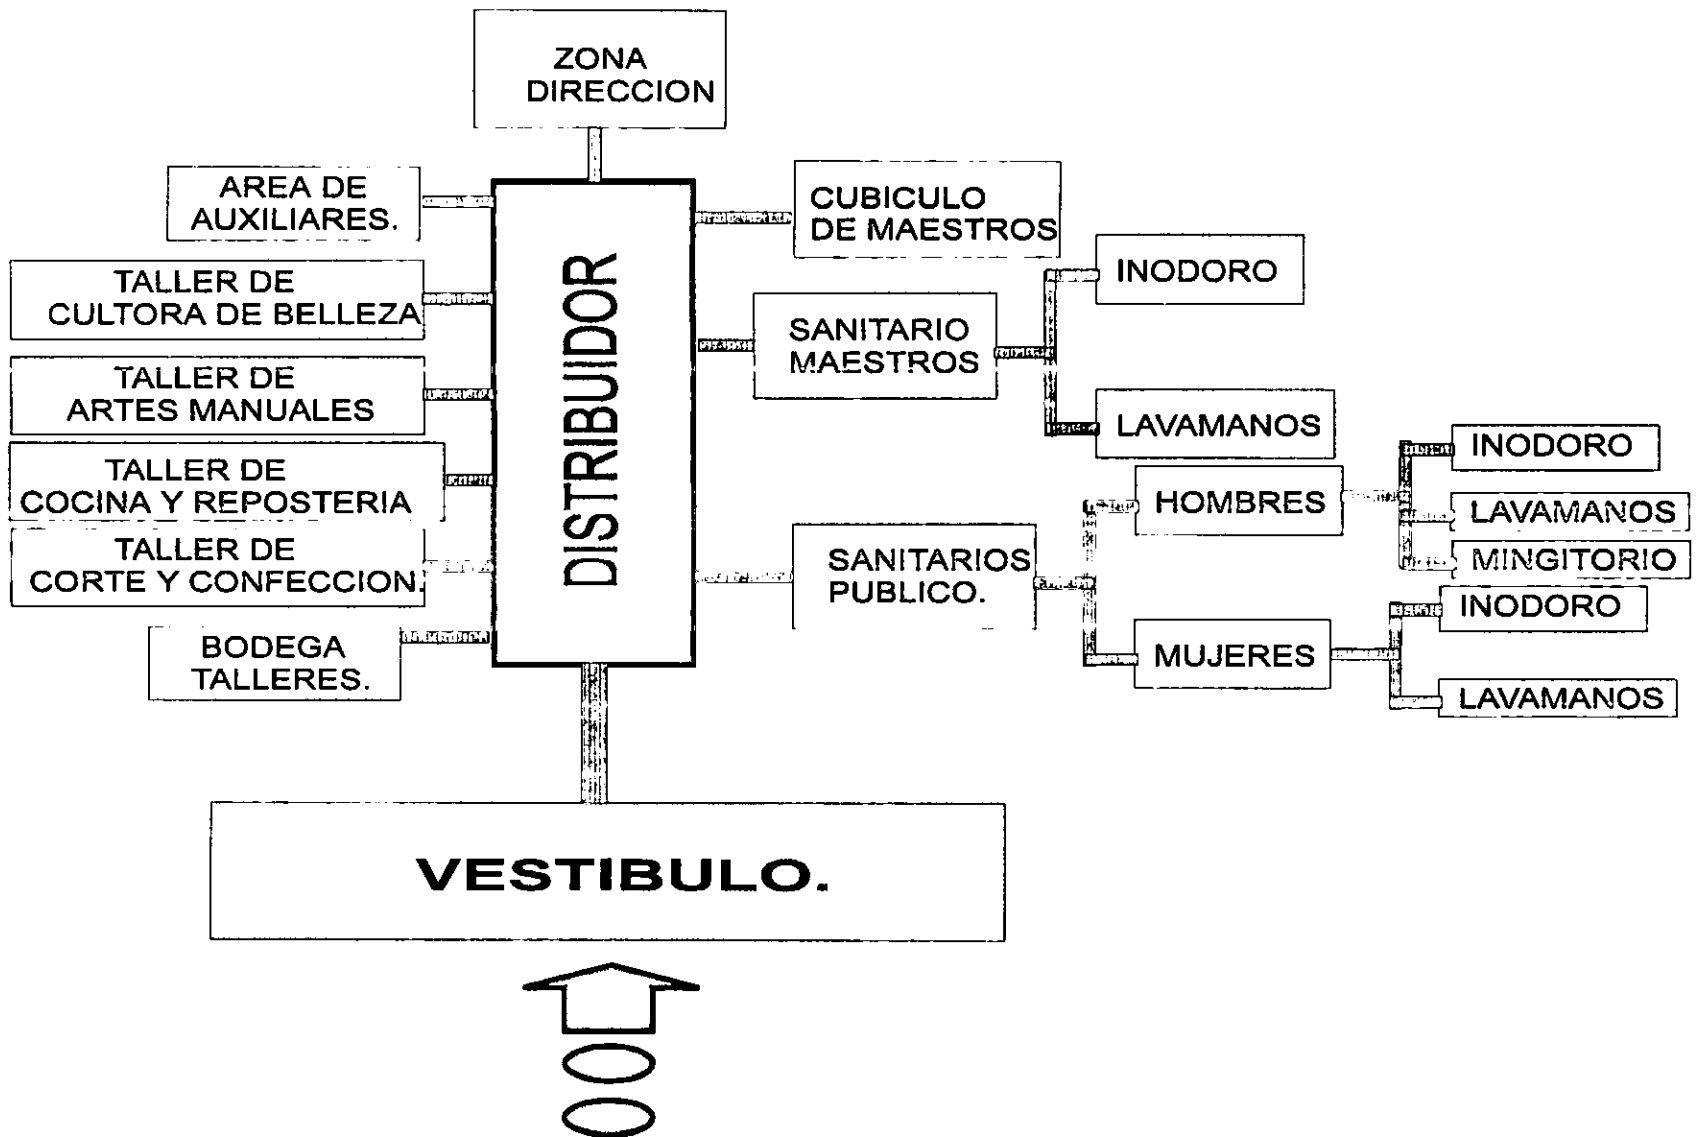 ZONA
DIRECCION
AREA DE
AUXILIARES.
TALLER DE
CULTORA DE BELLEZA
TALLER DE
ARTES MANUALES
TALLER DE
COCINA Y REPOSTERIA
TALLER DE
CORTE Y CONFECCION.
BODEGA
TALLERES.
DISTRIBUIDOR
CUBICULO
DE MAESTROS
SANITARIO
MAESTROS
INODORO
LAVAMANOS
SANITARIOS
PUBLICO.
HOMBRES
INODORO
LAVAMANOS
MINGITORIO
MUJERES
INODORO
LAVAMANOS
VESTIBULO.